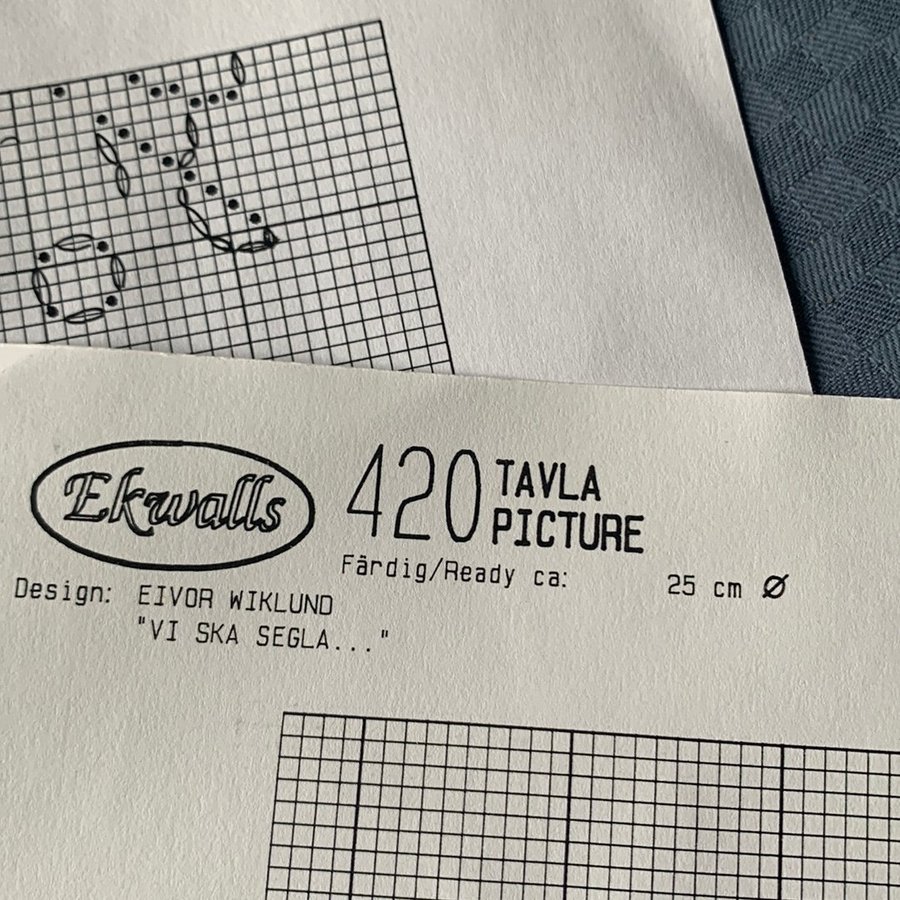 Ekwalls
420 TAVLA
PICTURE
Färdig/Ready ca: 25 cm Ø
Design: EIVOR WIKLUND
"VI SKA SEGLA..."